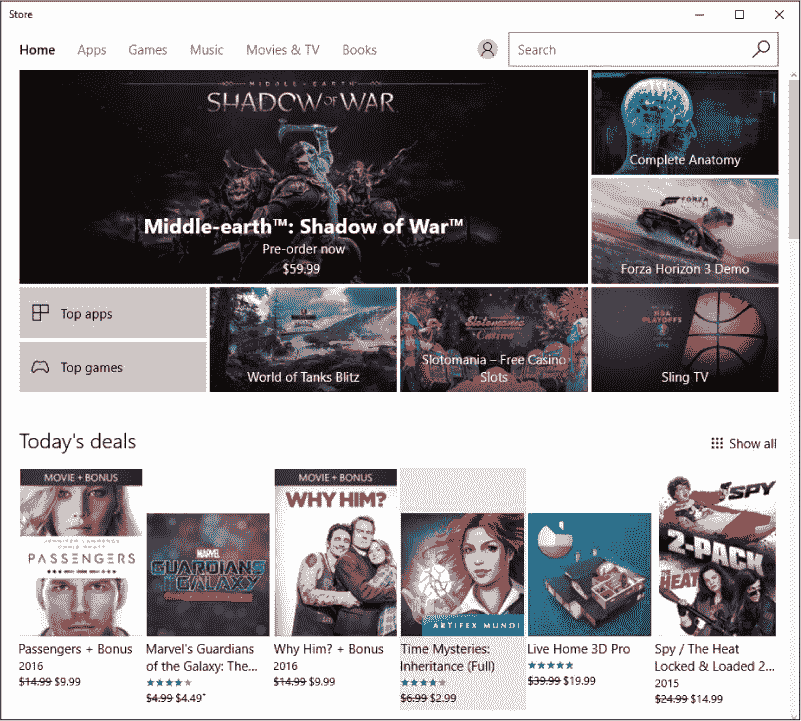 Store
Home Apps Games Music Movies & TV Books Search
MIDDLE-EARTH
SHADOW OF WAR
Middle-earth™: Shadow of War™
Pre-order now
$59.99
Complete Anatomy
FORZA
Forza Horizon 3 Demo
Top apps
Top games
World of Tanks Blitz
Slotomania
Casino
Slotomania – Free Casino
Slots
NBA
PLAYOFFS
Sling TV
Today's deals
Show all
MOVIE + BONUS
PASSENGERS
Passengers + Bonus
2016
$14.99 $9.99
MARVEL
GUARDIANS
OF THE GALAXY
Marvel's Guardians
of the Galaxy: The...
$4.99 $4.49*
MOVIE + BONUS
WHY HIM?
Why Him? + Bonus
2016
$14.99 $9.99
ARTIFEX MUNDI
Time Mysteries:
Inheritance (Full)
$6.99 $2.99
Live Home 3D Pro
$39.99 $19.99
SPY
2-PACK
HEAT
Spy / The Heat
Locked & Loaded 2...
2015
$24.99 $14.99